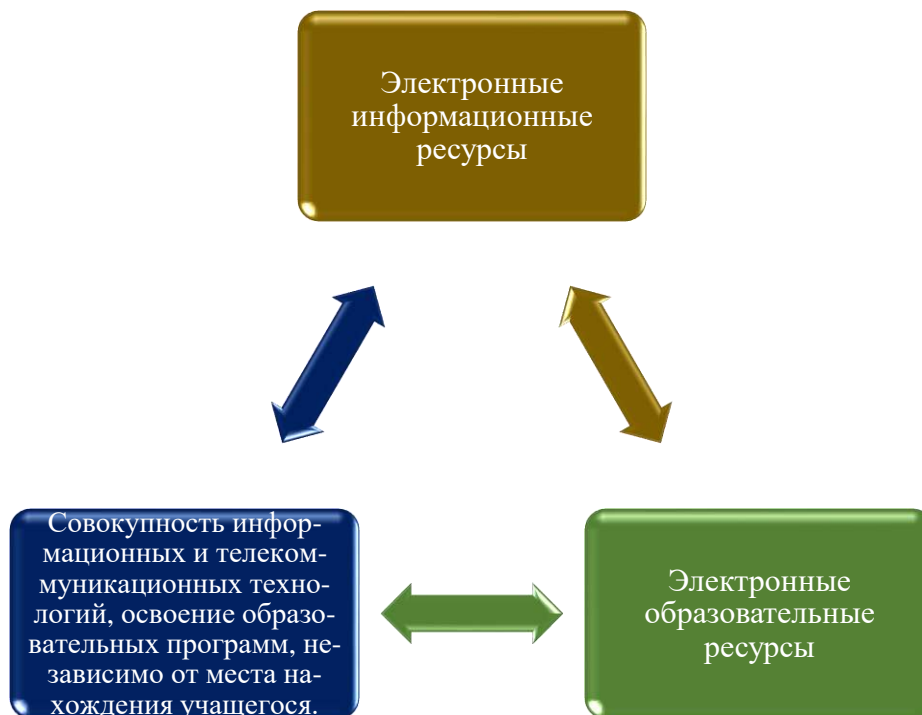 Электронные
информационные
ресурсы
Совокупность инфор-
мационных и телеком-
муникационных техно-
логий, освоение образо-
вательных программ, не-
зависимо от места на-
хождения учащегося.
Электронные
образовательные
ресурсы